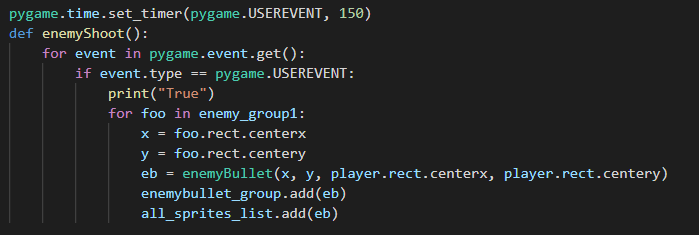 pygame.time.set_timer(pygame.USEREVENT, 150)
def enemyShoot():
    for event in pygame.event.get():
        if event.type == pygame.USEREVENT:
            print("True")
            for foo in enemy_group1:
                x = foo.rect.centerx
                y = foo.rect.centery
                eb = enemyBullet(x, y, player.rect.centerx, player.rect.centery)
                enemybullet_group.add(eb)
                all_sprites_list.add(eb)